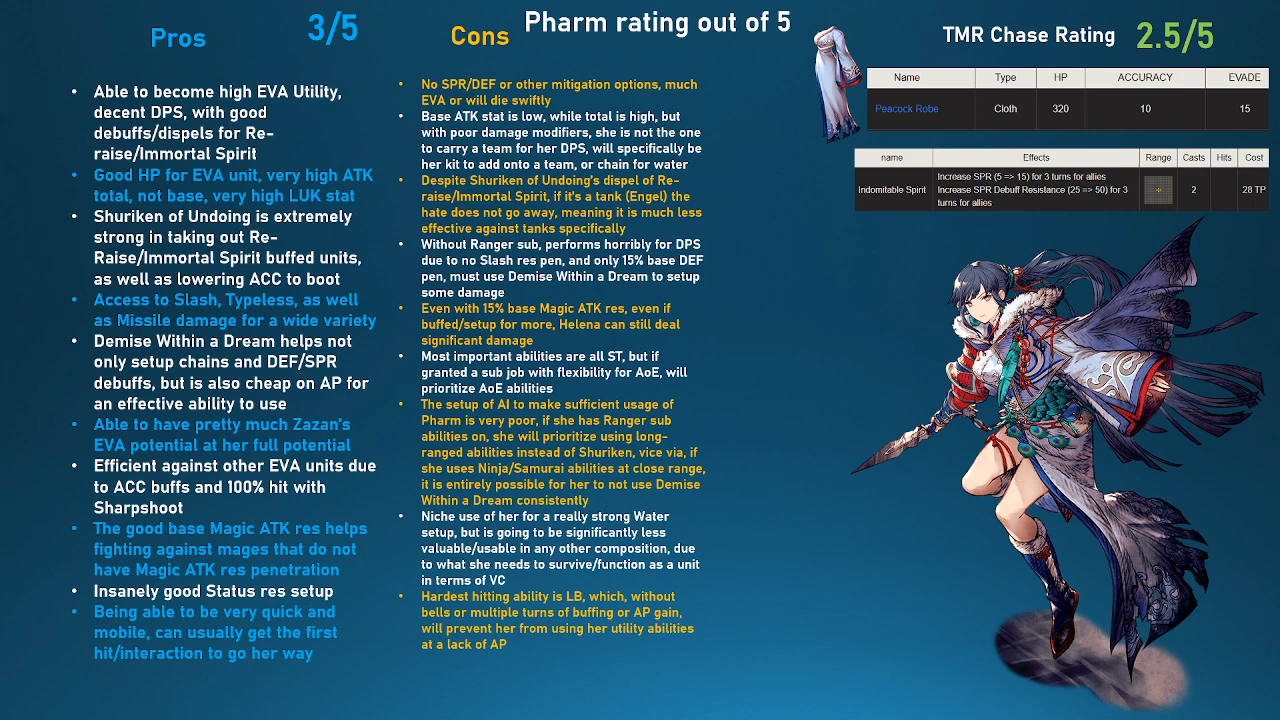 Pharm rating out of 5
Pros
3/5
• Able to become high EVA Utility,
decent DPS, with good
debuffs/dispels for Re-
raise/Immortal Spirit
• Good HP for EVA unit, very high ATK
total, not base, very high LUK stat
• Shuriken of Undoing is extremely
strong in taking out Re-
Raise/Immortal Spirit buffed units,
as well as lowering ACC to boot
• Access to Slash, Typeless, as well
as Missile damage for a wide variety
• Demise Within a Dream helps not
only setup chains and DEF/SPR
debuffs, but is also cheap on AP for
an effective ability to use
• Able to have pretty much Zazan's
EVA potential at her full potential
• Efficient against other EVA units due
to ACC buffs and 100% hit with
Sharpshoot
• The good base Magic ATK res helps
fighting against mages that do not
have Magic ATK res penetration
• Insanely good Status res setup
• Being able to be very quick and
mobile, can usually get the first
hit/interaction to go her way
Cons
• No SPR/DEF or other mitigation options, much
EVA or will die swiftly
• Base ATK stat is low, while total is high, but
with poor damage modifiers, she is not the one
to carry a team for her DPS, will specifically be
her kit to add onto a team, or chain for water
• Despite Shuriken of Undoing's dispel of Re-
raise/Immortal Spirit, if it's a tank (Engel) the
hate does not go away, meaning it is much less
effective against tanks specifically
• Without Ranger sub, performs horribly for DPS
due to no Slash res pen, and only 15% base DEF
pen, must use Demise Within a Dream to setup
some damage
• Even with 15% base Magic ATK res, even if
buffed/setup for more, Helena can still deal
significant damage
• Most important abilities are all ST, but if
granted a sub job with flexibility for AoE, will
prioritize AoE abilities
• The setup of AI to make sufficient usage of
Pharm is very poor, if she has Ranger sub
abilities on, she will prioritize using long-
ranged abilities instead of Shuriken, vice via, if
she uses Ninja/Samurai abilities at close range,
it is entirely possible for her to not use Demise
Within a Dream consistently
• Niche use of her for a really strong Water
setup, but is going to be significantly less
valuable/usable in any other composition, due
to what she needs to survive/function as a unit
in terms of VC
• Hardest hitting ability is LB, which, without
bells or multiple turns of buffing or AP gain,
will prevent her from using her utility abilities
at a lack of AP
TMR Chase Rating 2.5/5
Name Type HP ACCURACY EVADE
Peacock Robe Cloth 320 10 15
name Effects Range Casts Hits Cost
Increase SPR (5 => 15) for 3 turns for allies
Indomitable Spirit Increase SPR Debuff Resistance (25 => 50) for 3 2 28 TP
turns for allies